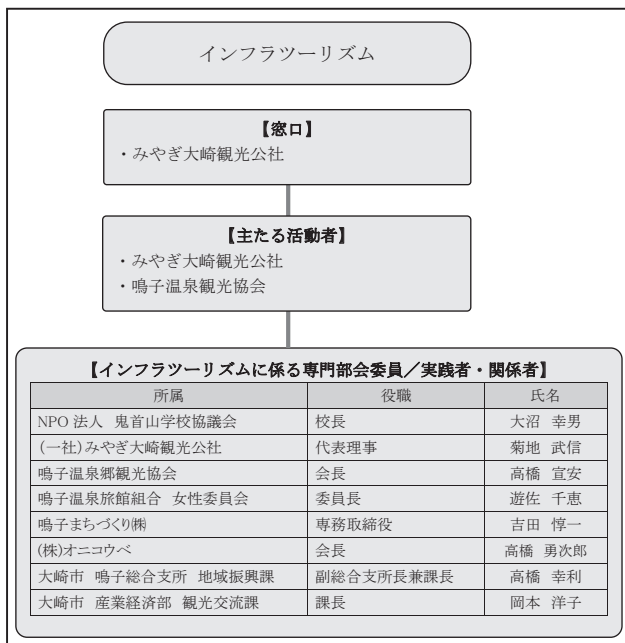 インフラツーリズム
【窓口】
・みやぎ大崎観光公社
【主たる活動者】
・みやぎ大崎観光公社
・鳴子温泉観光協会
【インフラツーリズムに係る専門部会委員／実践者・関係者】
所属 役職 氏名
NPO 法人 鬼首山学校協議会 校長 大沼 幸男
(一社)みやぎ大崎観光公社 代表理事 菊地 武信
鳴子温泉郷観光協会 会長 高橋 宣安
鳴子温泉旅館組合 女性委員会 委員長 遊佐 千恵
鳴子まちづくり㈱ 専務取締役 吉田 惇一
(株)オニコウベ 会長 高橋 勇次郎
大崎市 鳴子総合支所 地域振興課 副総合支所長兼課長 高橋 幸利
大崎市 産業経済部 観光交流課 課長 岡本 洋子